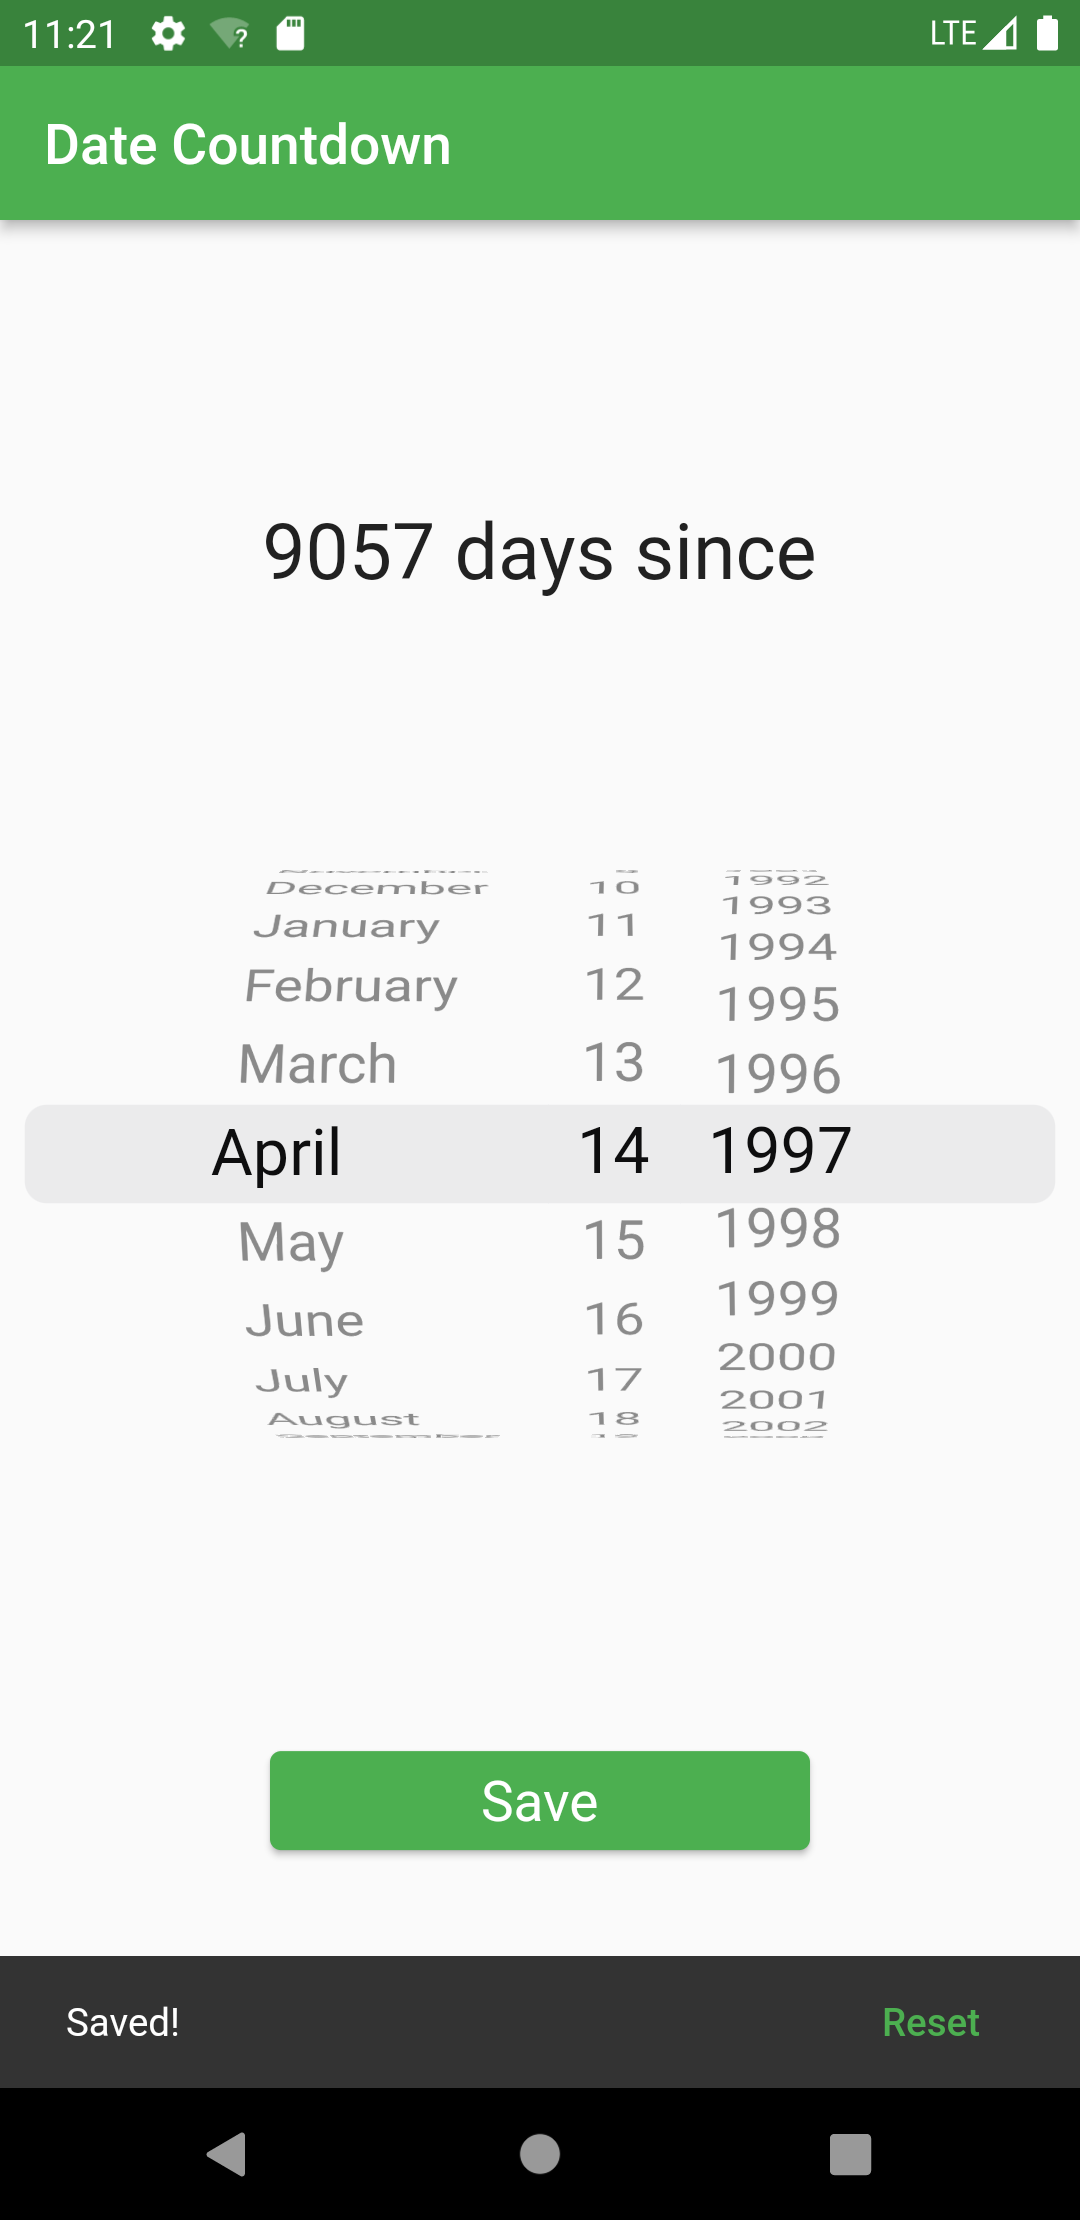 11:21 LTE
Date Countdown
9057 days since
December 10 1992
January 11 1993
February 12 1994
March 13 1995
April 14 1996
May 15 1997
June 16 1998
July 17 1999
August 18 2000
2001
2002
Save
Saved! Reset